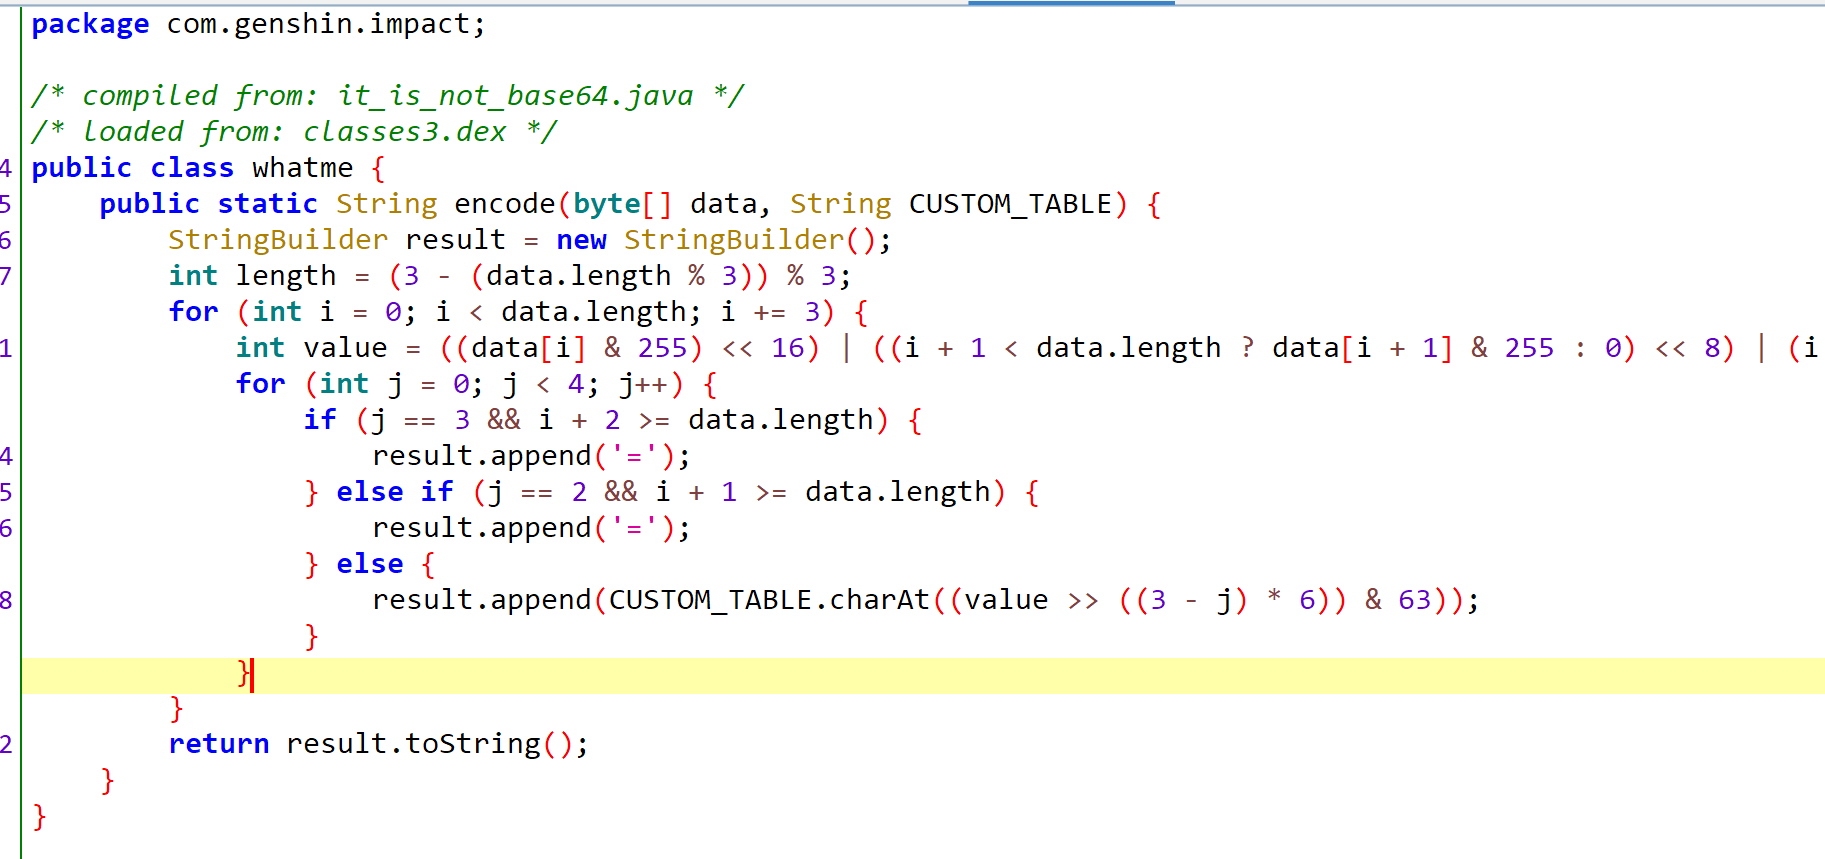 package com.genshin.impact;
/* compiled from: it_is_not_base64.java */
/* loaded from: classes3.dex */
4 public class whatme {
5 public static String encode(byte[] data, String CUSTOM_TABLE) {
6 StringBuilder result = new StringBuilder();
7 int length = (3 - (data.length % 3)) % 3;
for (int i = 0; i < data.length; i += 3) {
1 int value = ((data[i] & 255) << 16) | ((i + 1 < data.length ? data[i + 1] & 255 : 0) << 8) | (i
for (int j = 0; j < 4; j++) {
if (j == 3 && i + 2 >= data.length) {
4 result.append('=');
5 } else if (j == 2 && i + 1 >= data.length) {
6 result.append('=');
} else {
8 result.append(CUSTOM_TABLE.charAt((value >> ((3 - j) * 6)) & 63));
}
}
}
2 return result.toString();
}
}